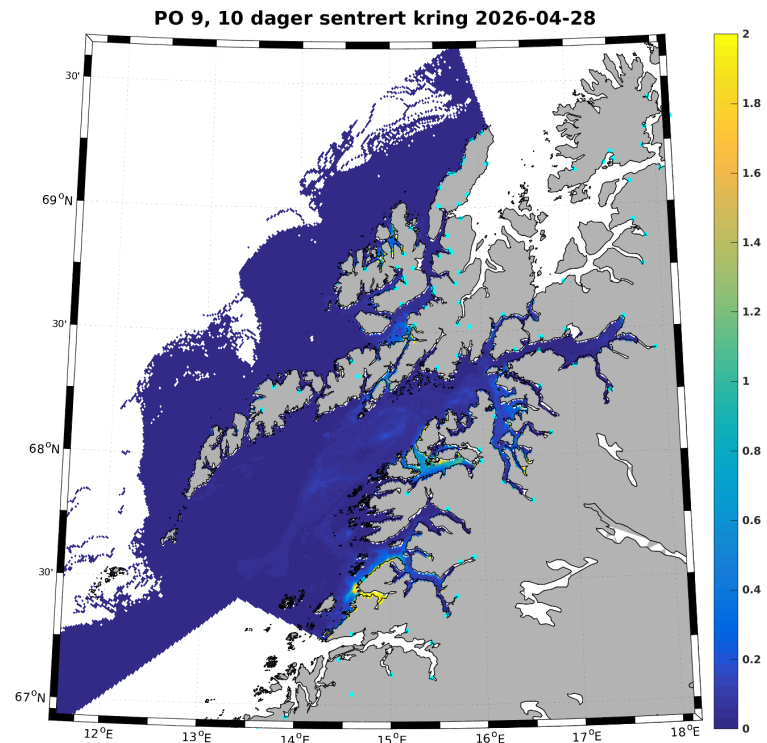 PO 9, 10 dager sentrert kring 2026-04-28
30'
69°N
30'
68°N
30'
67°N
12°E
13°E
14°E
15°E
16°E
17°E
18°E
2
1.8
1.6
1.4
1.2
1
0.8
0.6
0.4
0.2
0